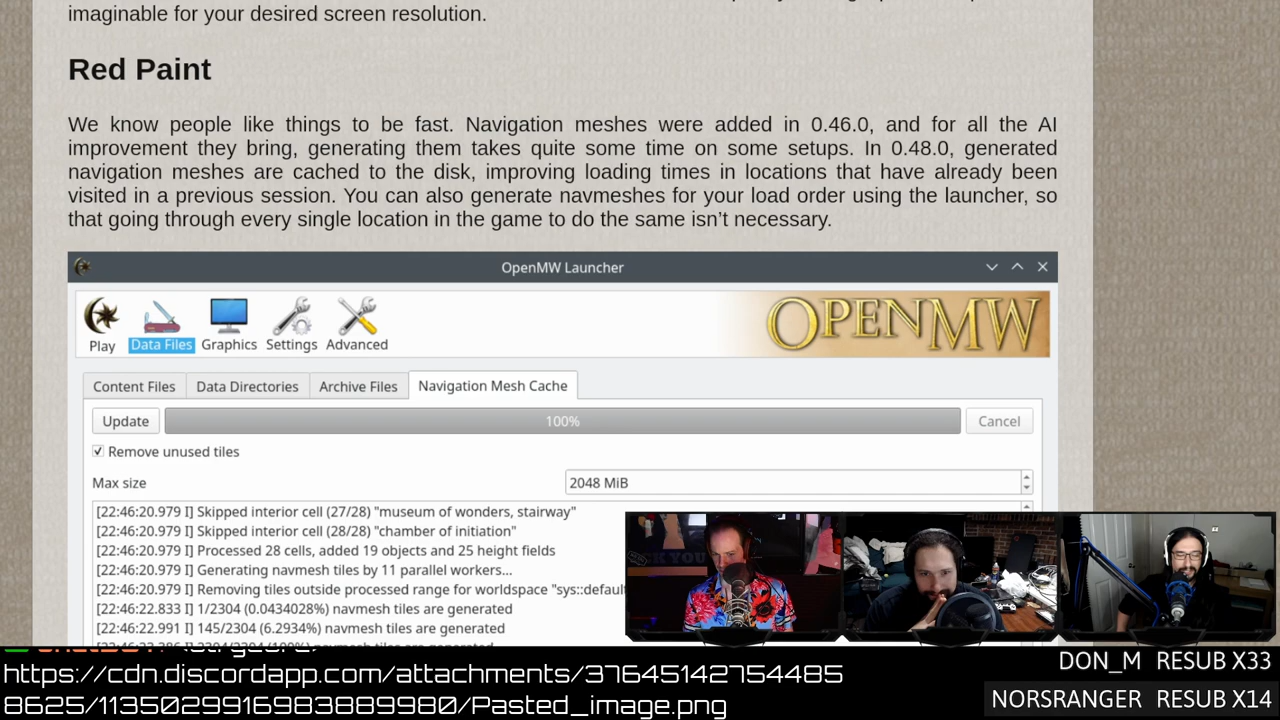 imaginable for your desired screen resolution.
Red Paint
We know people like things to be fast. Navigation meshes were added in 0.46.0, and for all the AI
improvement they bring, generating them takes quite some time on some setups. In 0.48.0, generated
navigation meshes are cached to the disk, improving loading times in locations that have already been
visited in a previous session. You can also generate navmeshes for your load order using the launcher, so
that going through every single location in the game to do the same isn't necessary.
OpenMW Launcher
Play
Data Files
Graphics
Settings
Advanced
OPENMW
Content Files
Data Directories
Archive Files
Navigation Mesh Cache
Update
100%
Cancel
Remove unused tiles
Max size
2048 MiB
[22:46:20.979 I] Skipped interior cell (27/28) "museum of wonders, stairway"
[22:46:20.979 I] Skipped interior cell (28/28) "chamber of initiation"
[22:46:20.979 I] Processed 28 cells, added 19 objects and 25 height fields
[22:46:20.979 I] Generating navmesh tiles by 11 parallel workers...
[22:46:20.979 I] Removing tiles outside processed range for worldspace "sys::default
[22:46:22.833 I] 1/2304 (0.0434028%) navmesh tiles are generated
[22:46:22.991 I] 145/2304 (6.2934%) navmesh tiles are generated
https://cdn.discordapp.com/attachments/37645142754485
8625/1135029916983889980/Pasted_image.png
DON_M RESUB X33
NORSRANGER RESUB X14